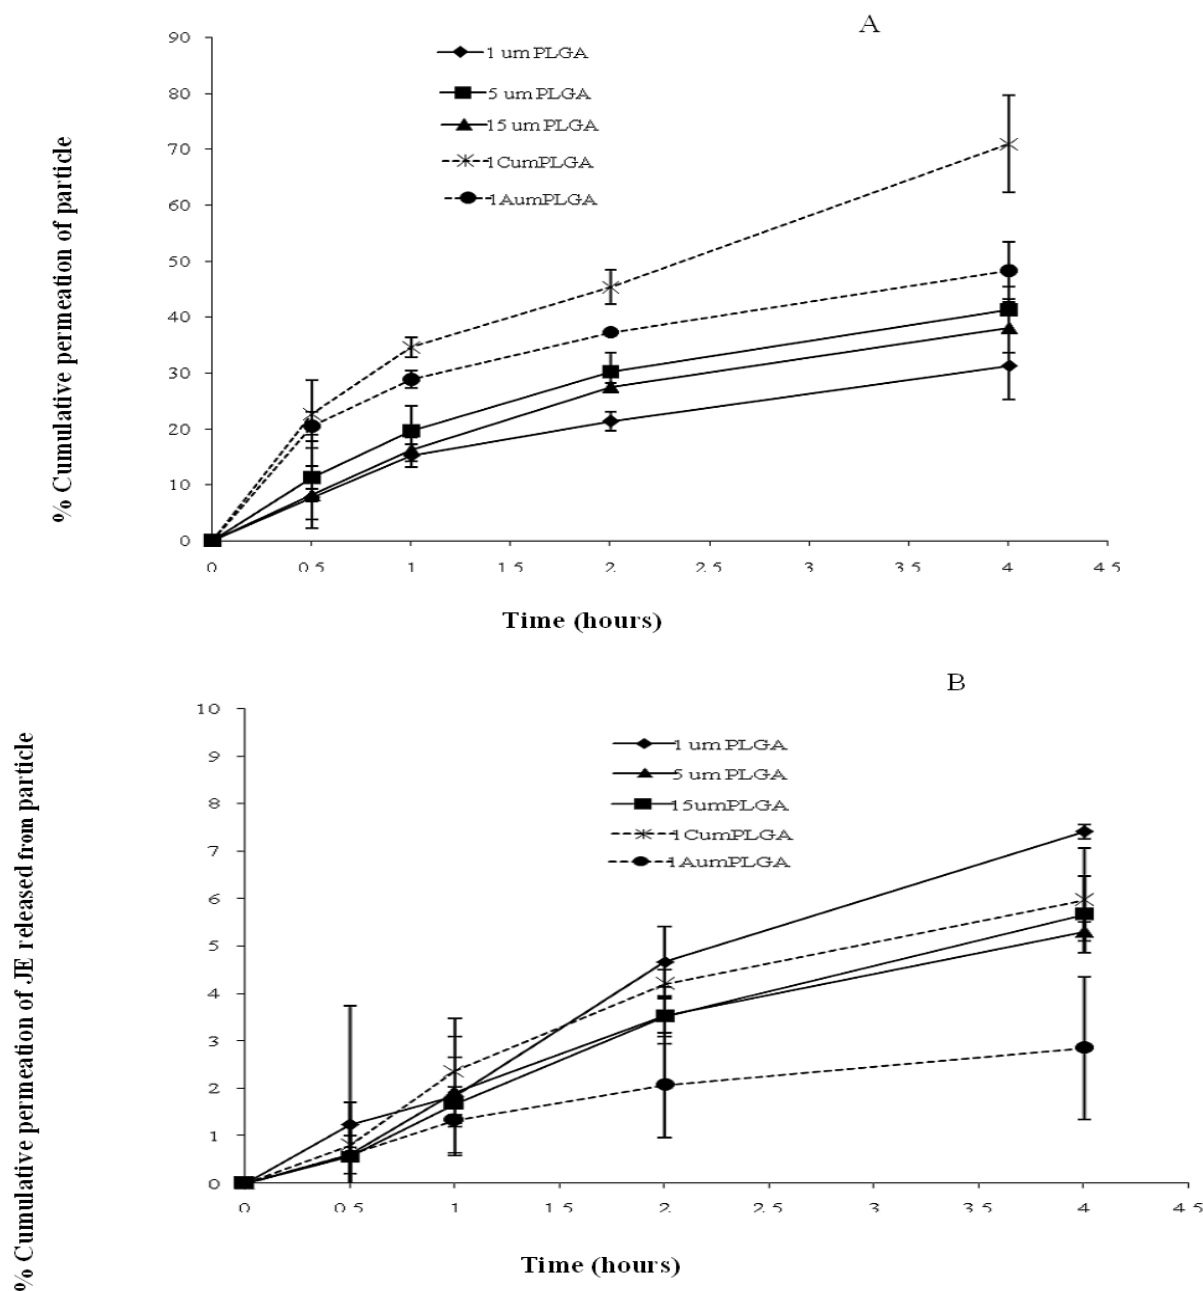 A
90
80
70
60
50
40
30
20
10
0
% Cumulative permeation of particle
1 um PLGA
5 um PLGA
15 um PLGA
1CumPLGA
1AumPLGA
0 0.5 1 1.5 2 2.5 3 3.5 4 4.5
Time (hours)
B
10
9
8
7
6
5
4
3
2
1
0
% Cumulative permeation of JE released from particle
1 um PLGA
5 um PLGA
15umPLGA
1CumPLGA
1AumPLGA
0 0.5 1 1.5 2 2.5 3 3.5 4 4.5
Time (hours)